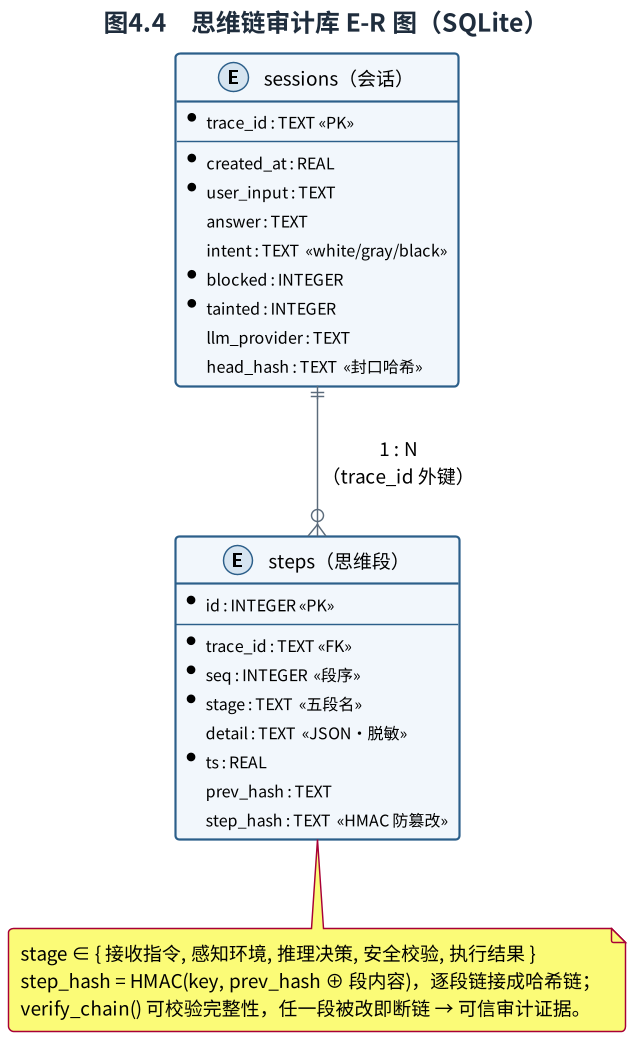 图4.4 思维链审计库 E-R 图（SQLite）
E sessions（会话）
trace_id : TEXT «PK»
created_at : REAL
user_input : TEXT
answer : TEXT
intent : TEXT «white/gray/black»
blocked : INTEGER
tainted : INTEGER
llm_provider : TEXT
head_hash : TEXT «封口哈希»
1 : N
（trace_id 外键）
E steps（思维段）
id : INTEGER «PK»
trace_id : TEXT «FK»
seq : INTEGER «段序»
stage : TEXT «五段名»
detail : TEXT «JSON・脱敏»
ts : REAL
prev_hash : TEXT
step_hash : TEXT «HMAC 防篡改»
stage ∈ { 接收指令, 感知环境, 推理决策, 安全校验, 执行结果 }
step_hash = HMAC(key, prev_hash ⊕ 段内容)，逐段链接成哈希链；
verify_chain() 可校验完整性，任一段被改即断链 → 可信审计证据。